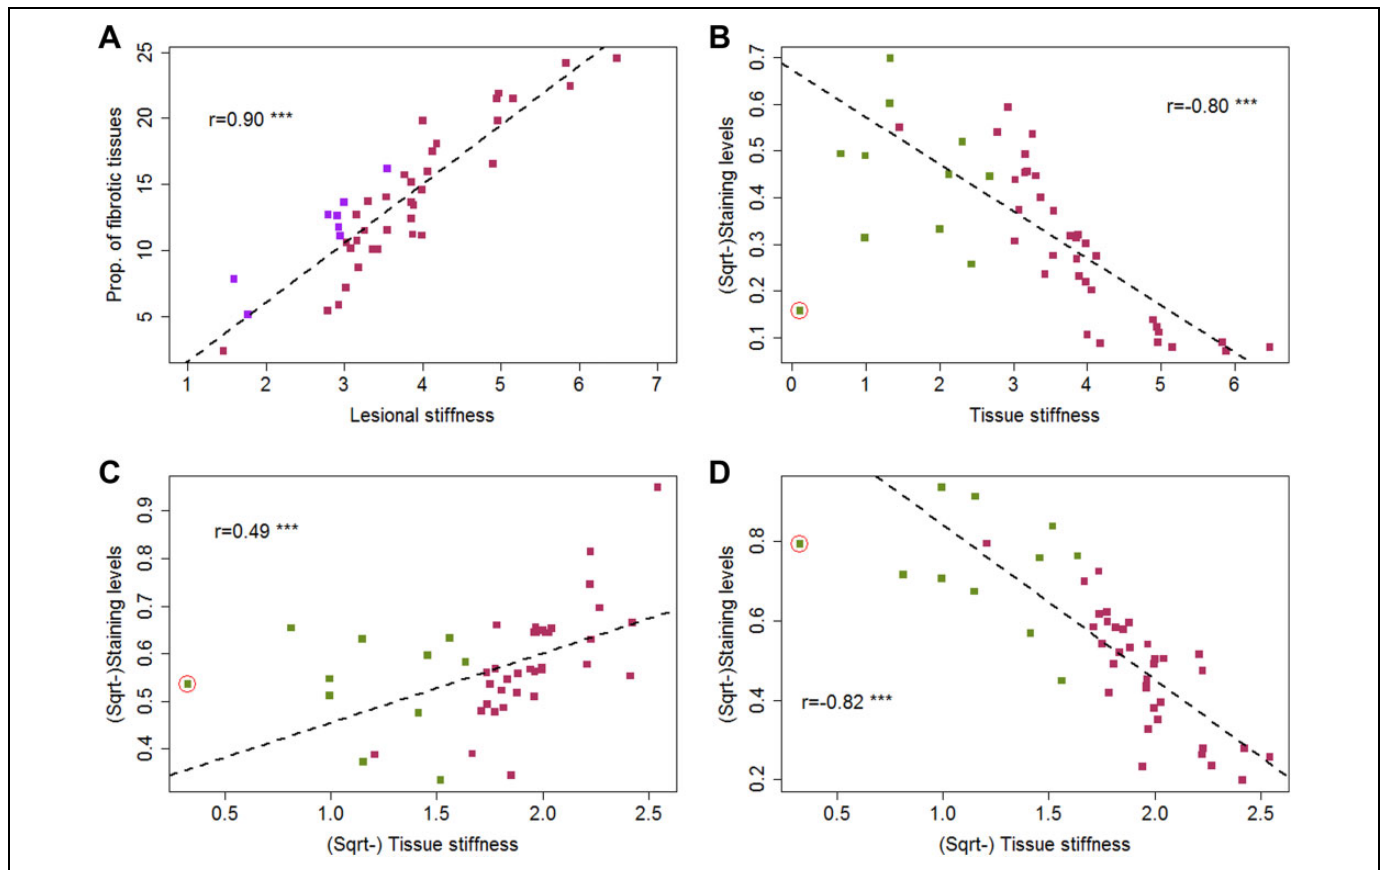 A
r=0.90 ***
Prop. of fibrotic tissues
25
20
15
10
5
1 2 3 4 5 6 7
Lesional stiffness
B
r=-0.80 ***
(Sqrt-)Staining levels
0.7
0.6
0.5
0.4
0.3
0.2
0.1
0 1 2 3 4 5 6
Tissue stiffness
C
r=0.49 ***
(Sqrt-)Staining levels
0.9
0.8
0.7
0.6
0.5
0.4
0.5 1.0 1.5 2.0 2.5
(Sqrt-) Tissue stiffness
D
r=-0.82 ***
(Sqrt-)Staining levels
0.8
0.6
0.4
0.2
0.5 1.0 1.5 2.0 2.5
(Sqrt-) Tissue stiffness